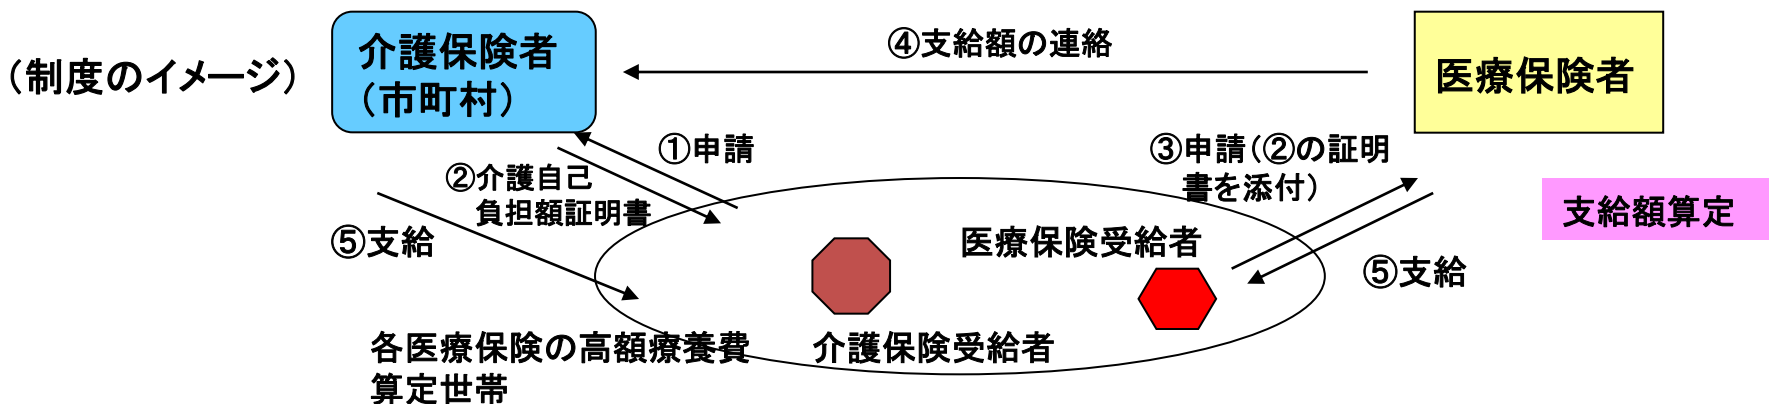 （制度のイメージ）
介護保険者
（市町村）
④支給額の連絡
医療保険者
①申請
③申請（②の証明
書を添付）
②介護自己
負担額証明書
支給額算定
⑤支給
医療保険受給者
⑤支給
各医療保険の高額療養費
算定世帯
介護保険受給者